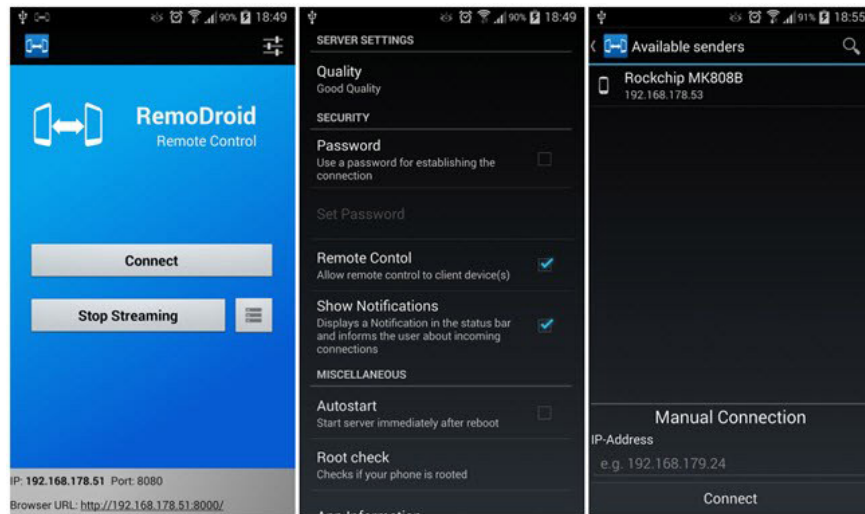 90% 18:49
RemoDroid
Remote Control
Connect
Stop Streaming
IP: 192.168.178.51 Port: 8080
Browser URL: http://192.168.178.51:8000/
90% 18:49
SERVER SETTINGS
Quality
Good Quality
SECURITY
Password
Use a password for establishing the
connection
Set Password
Remote Contol
Allow remote control to client device(s)
Show Notifications
Displays a Notification in the status bar
and informs the user about incoming
connections
MISCELLANEOUS
Autostart
Start server immediately after reboot
Root check
Checks if your phone is rooted
App Information
91% 18:55
Available senders
Rockchip MK808B
192.168.178.53
Manual Connection
IP-Address
e.g. 192.168.179.24
Connect